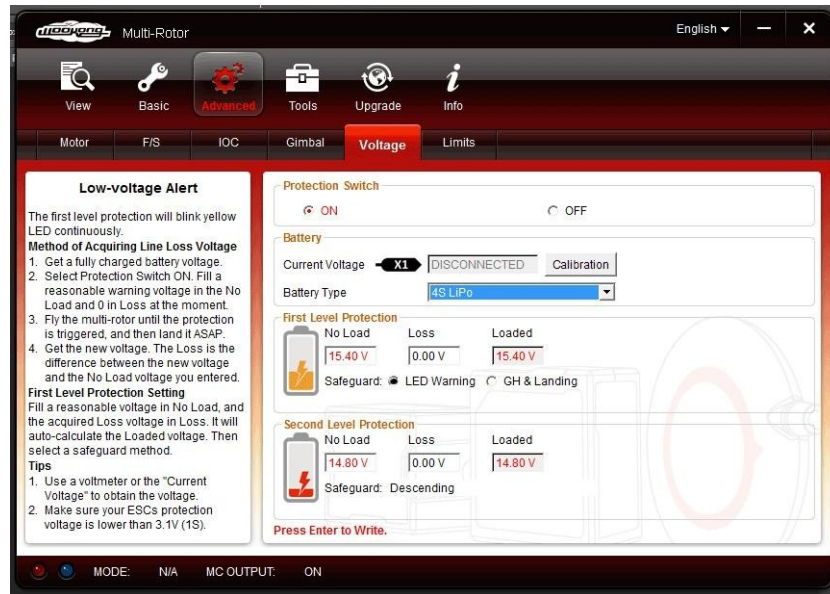 WOOYONG Multi-Rotor
English
View Basic Advanced Tools Upgrade Info
Motor F/S IOC Gimbal Voltage Limits
Low-voltage Alert
The first level protection will blink yellow
LED continuously.
Method of Acquiring Line Loss Voltage
1. Get a fully charged battery voltage.
2. Select Protection Switch ON. Fill a
reasonable warning voltage in the No
Load and 0 in Loss at the moment.
3. Fly the multi-rotor until the protection
is triggered, and then land it ASAP.
4. Get the new voltage. The Loss is the
difference between the new voltage
and the No Load voltage you entered.
First Level Protection Setting
Fill a reasonable voltage in No Load, and
the acquired Loss voltage in Loss. It will
auto-calculate the Loaded voltage. Then
select a safeguard method.
Tips
1. Use a voltmeter or the "Current
Voltage" to obtain the voltage.
2. Make sure your ESCs protection
voltage is lower than 3.1V (1S).
Protection Switch
ON OFF
Battery
Current Voltage X1 DISCONNECTED Calibration
Battery Type 4S LiPo
First Level Protection
No Load Loss Loaded
15.40 V 0.00 V 15.40 V
Safeguard: LED Warning GH & Landing
Second Level Protection
No Load Loss Loaded
14.80 V 0.00 V 14.80 V
Safeguard: Descending
Press Enter to Write.
MODE: N/A MC OUTPUT: ON